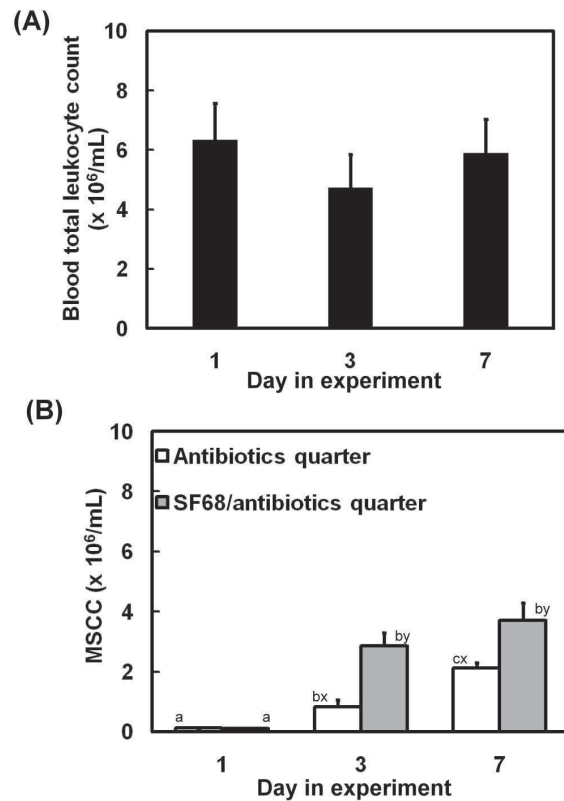 (A)
10
8
6
4
2
0
Blood total leukocyte count
(x 10⁶/mL)
1 3 7
Day in experiment
(B)
10
8
6
4
2
0
MSCC (x 10⁶/mL)
Antibiotics quarter
SF68/antibiotics quarter
a a bx by cx by
1 3 7
Day in experiment